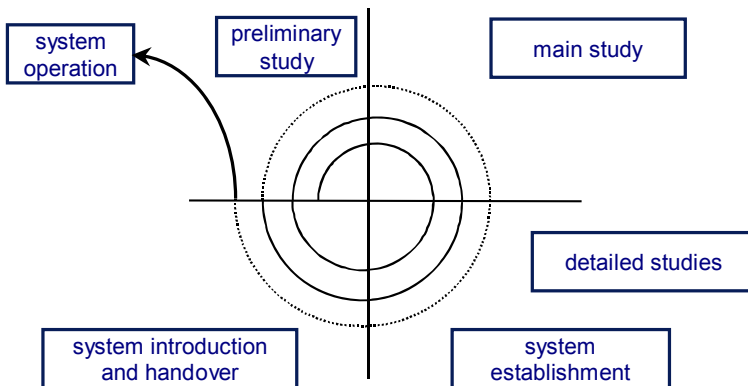 system
operation
preliminary
study
main study
detailed studies
system introduction
and handover
system
establishment